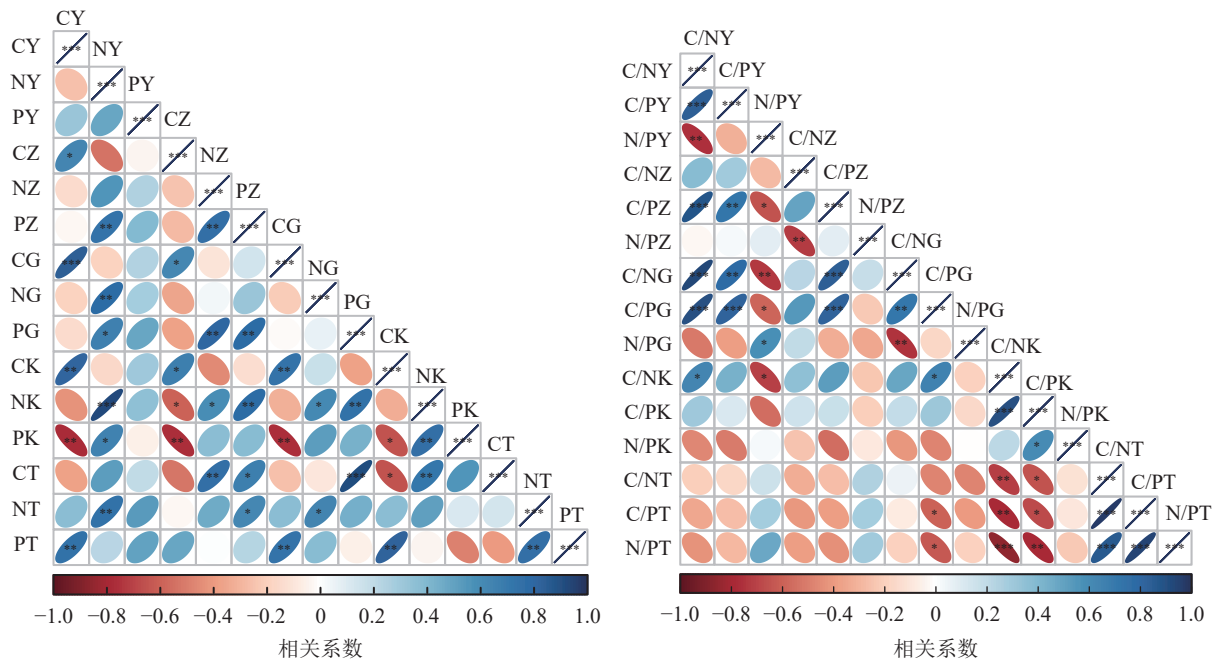 CY
CY *** NY
NY *** PY
PY *** CZ
CZ * *** NZ
NZ *** PZ
PZ ** ** *** CG
CG *** * *** NG
NG ** *** PG
PG * ** ** *** CK
CK ** * ** *** NK
NK *** * * ** * ** *** PK
PK ** * ** ** * ** *** CT
CT ** * *** * ** *** NT
NT ** * * *** PT
PT ** ** ** ** ***
−1.0 −0.8 −0.6 −0.4 −0.2 0 0.2 0.4 0.6 0.8 1.0
相关系数
C/NY
C/NY *** C/PY
C/PY *** *** N/PY
N/PY ** *** C/NZ
C/NZ *** C/PZ
C/PZ *** ** * *** N/PZ
N/PZ ** *** C/NG
C/NG *** ** ** *** *** C/PG
C/PG *** *** * *** ** *** N/PG
N/PG * ** *** C/NK
C/NK * * * *** C/PK
C/PK *** *** N/PK
N/PK * *** C/NT
C/NT ** * *** C/PT
C/PT * ** * *** *** N/PT
N/PT * *** ** ** *** ***
−1.0 −0.8 −0.6 −0.4 −0.2 0 0.2 0.4 0.6 0.8 1.0
相关系数